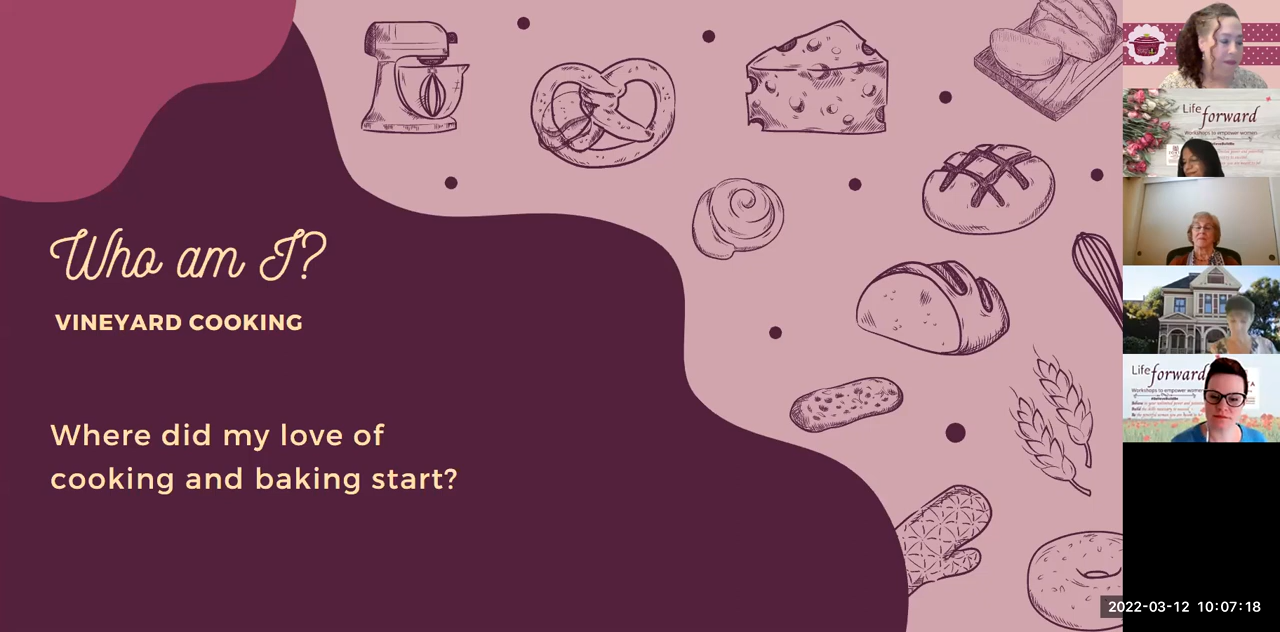 Who am I?
VINEYARD COOKING
Where did my love of
cooking and baking start?
Life
forward
Workshops to empower women
Life
forward
Workshops to empower women
2022-03-12 10:07:18